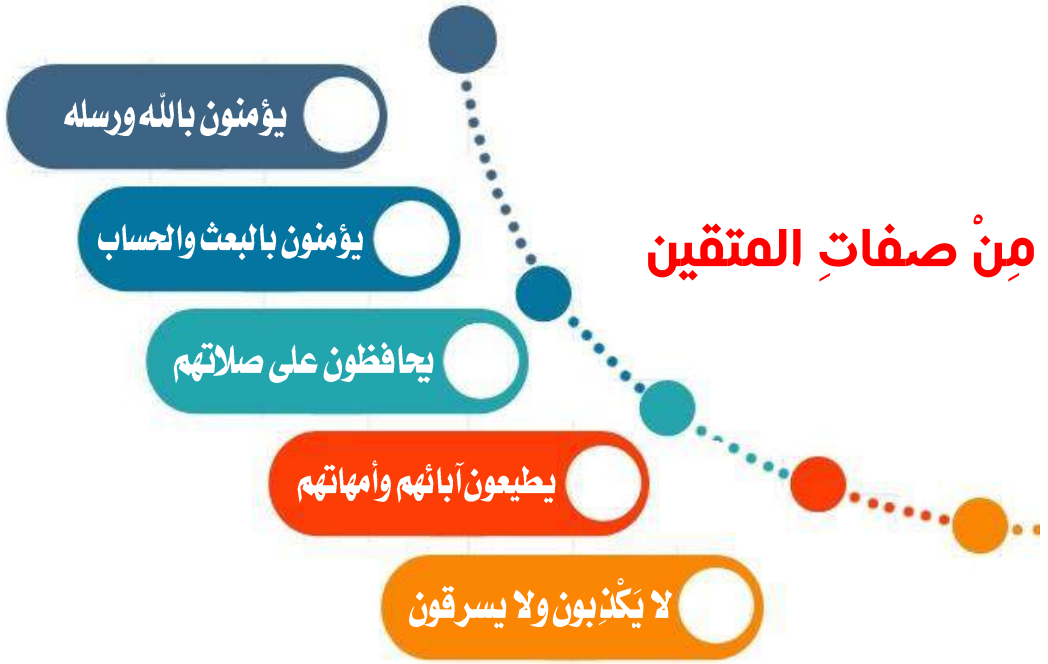 مِنْ صفاتِ المتقين
يؤمنون بالله ورسله
يؤمنون بالبعث والحساب
يحافظون على صلاتهم
يطيعون آبائهم وأمهاتهم
لا يَكْذِبون ولا يسرقون